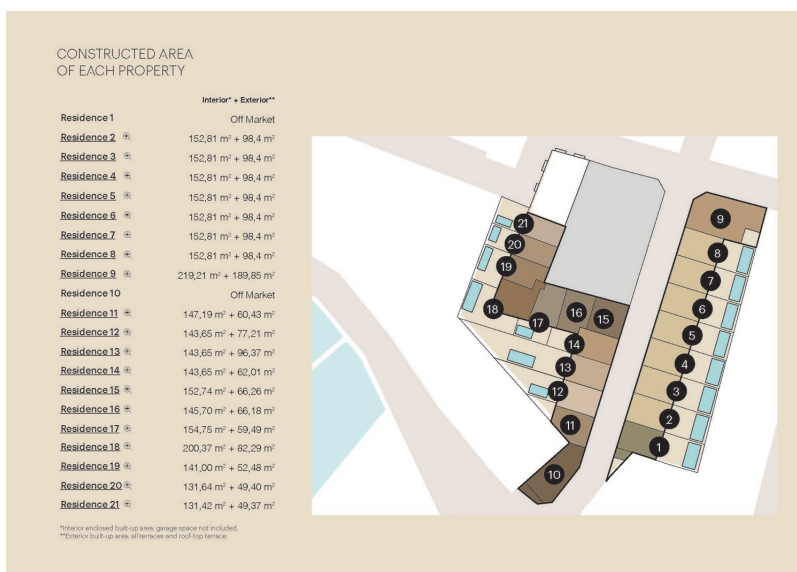 CONSTRUCTED AREA
OF EACH PROPERTY
Interior* + Exterior**
Residence 1 Off Market
Residence 2 152,81 m² + 98,4 m²
Residence 3 152,81 m² + 98,4 m²
Residence 4 152,81 m² + 98,4 m²
Residence 5 152,81 m² + 98,4 m²
Residence 6 152,81 m² + 98,4 m²
Residence 7 152,81 m² + 98,4 m²
Residence 8 152,81 m² + 98,4 m²
Residence 9 219,21 m² + 189,85 m²
Residence 10 Off Market
Residence 11 147,19 m² + 60,43 m²
Residence 12 143,65 m² + 77,21 m²
Residence 13 143,65 m² + 96,37 m²
Residence 14 143,65 m² + 62,01 m²
Residence 15 152,74 m² + 66,26 m²
Residence 16 145,70 m² + 66,18 m²
Residence 17 154,75 m² + 59,49 m²
Residence 18 200,37 m² + 82,29 m²
Residence 19 141,00 m² + 52,48 m²
Residence 20 131,64 m² + 49,40 m²
Residence 21 131,42 m² + 49,37 m²
*Interior enclosed built-up area; garage space not included.
**Exterior built-up area; all terraces and roof-top terrace.
21
20
19
18
17
16
15
14
13
12
11
10
9
8
7
6
5
4
3
2
1